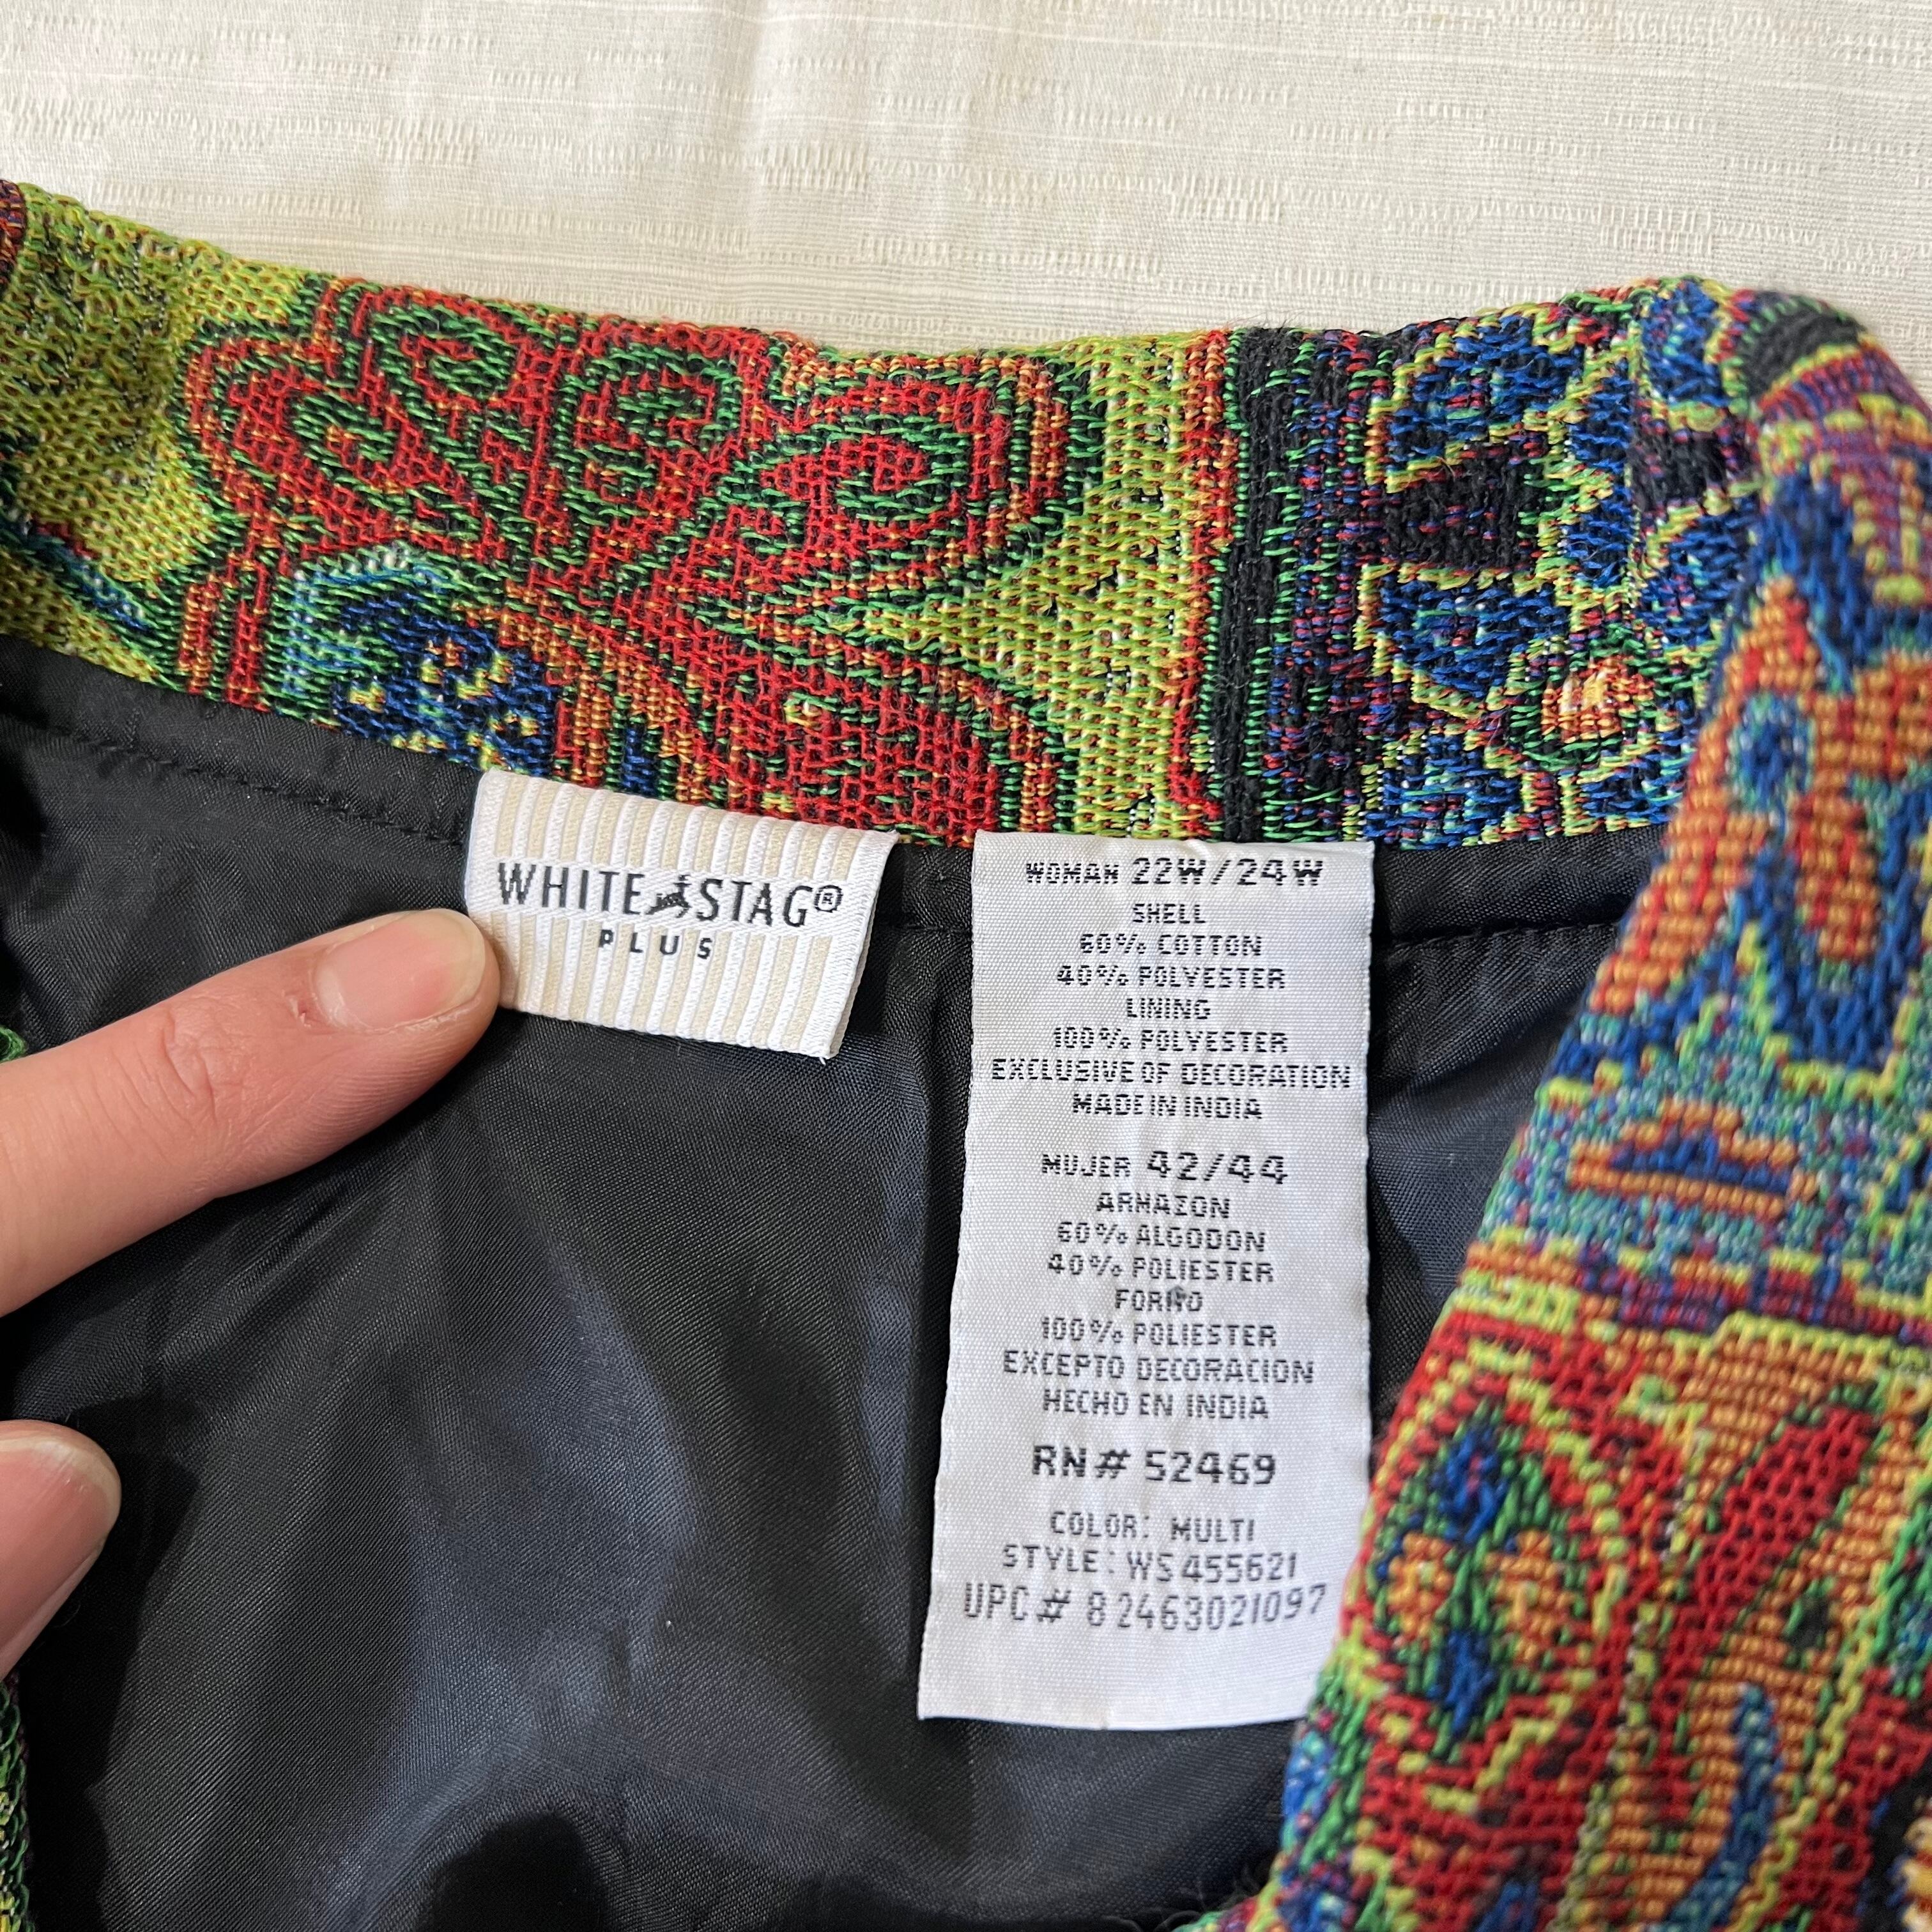 WHITE STAG®
PLUS
WOMAN 22W/24W
SHELL
60% COTTON
40% POLYESTER
LINING
100% POLYESTER
EXCLUSIVE OF DECORATION
MADE IN INDIA
MUJER 42/44
ARMAZON
60% ALGODON
40% POLIESTER
FORRO
100% POLIESTER
EXCEPTO DECORACION
HECHO EN INDIA
RN# 52469
COLOR: MULTI
STYLE: WS455621
UPC# 82463021097